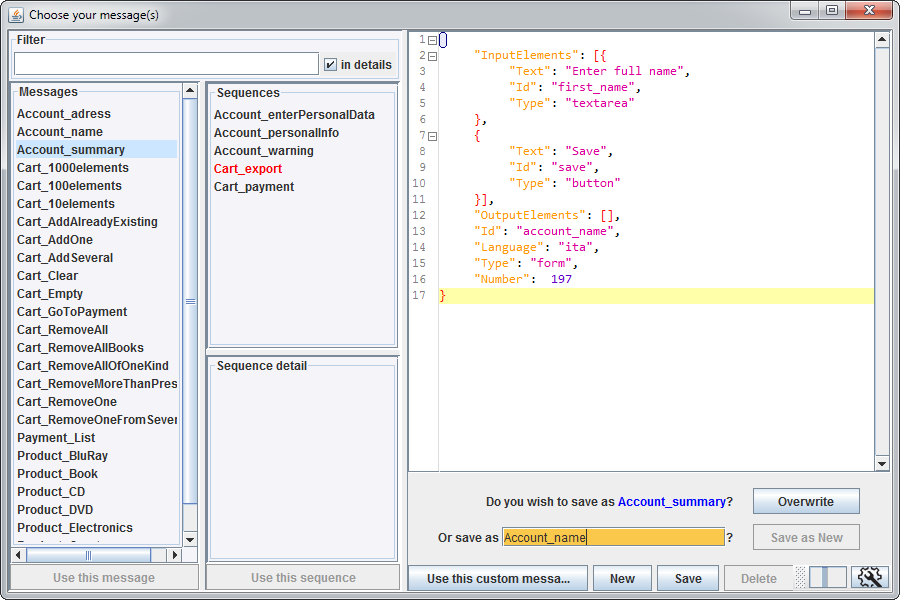 Choose your message(s)
Filter
in details
Messages
Account_adress
Account_name
Account_summary
Cart_1000elements
Cart_100elements
Cart_10elements
Cart_AddAlreadyExisting
Cart_AddOne
Cart_AddSeveral
Cart_Clear
Cart_Empty
Cart_GoToPayment
Cart_RemoveAll
Cart_RemoveAllBooks
Cart_RemoveAllOfOneKind
Cart_RemoveMoreThanPres
Cart_RemoveOne
Cart_RemoveOneFromSever
Payment_List
Product_BluRay
Product_Book
Product_CD
Product_DVD
Product_Electronics
Use this message
Sequences
Account_enterPersonalData
Account_personalInfo
Account_warning
Cart_export
Cart_payment
Sequence detail
Use this sequence
1 {
2 "InputElements": [{
3 "Text": "Enter full name",
4 "Id": "first_name",
5 "Type": "textarea"
6 },
7 {
8 "Text": "Save",
9 "Id": "save",
10 "Type": "button"
11 }],
12 "OutputElements": [],
13 "Id": "account_name",
14 "Language": "ita",
15 "Type": "form",
16 "Number": 197
17 }
Do you wish to save as Account_summary?
Overwrite
Or save as Account_name ?
Save as New
Use this custom messa...
New
Save
Delete